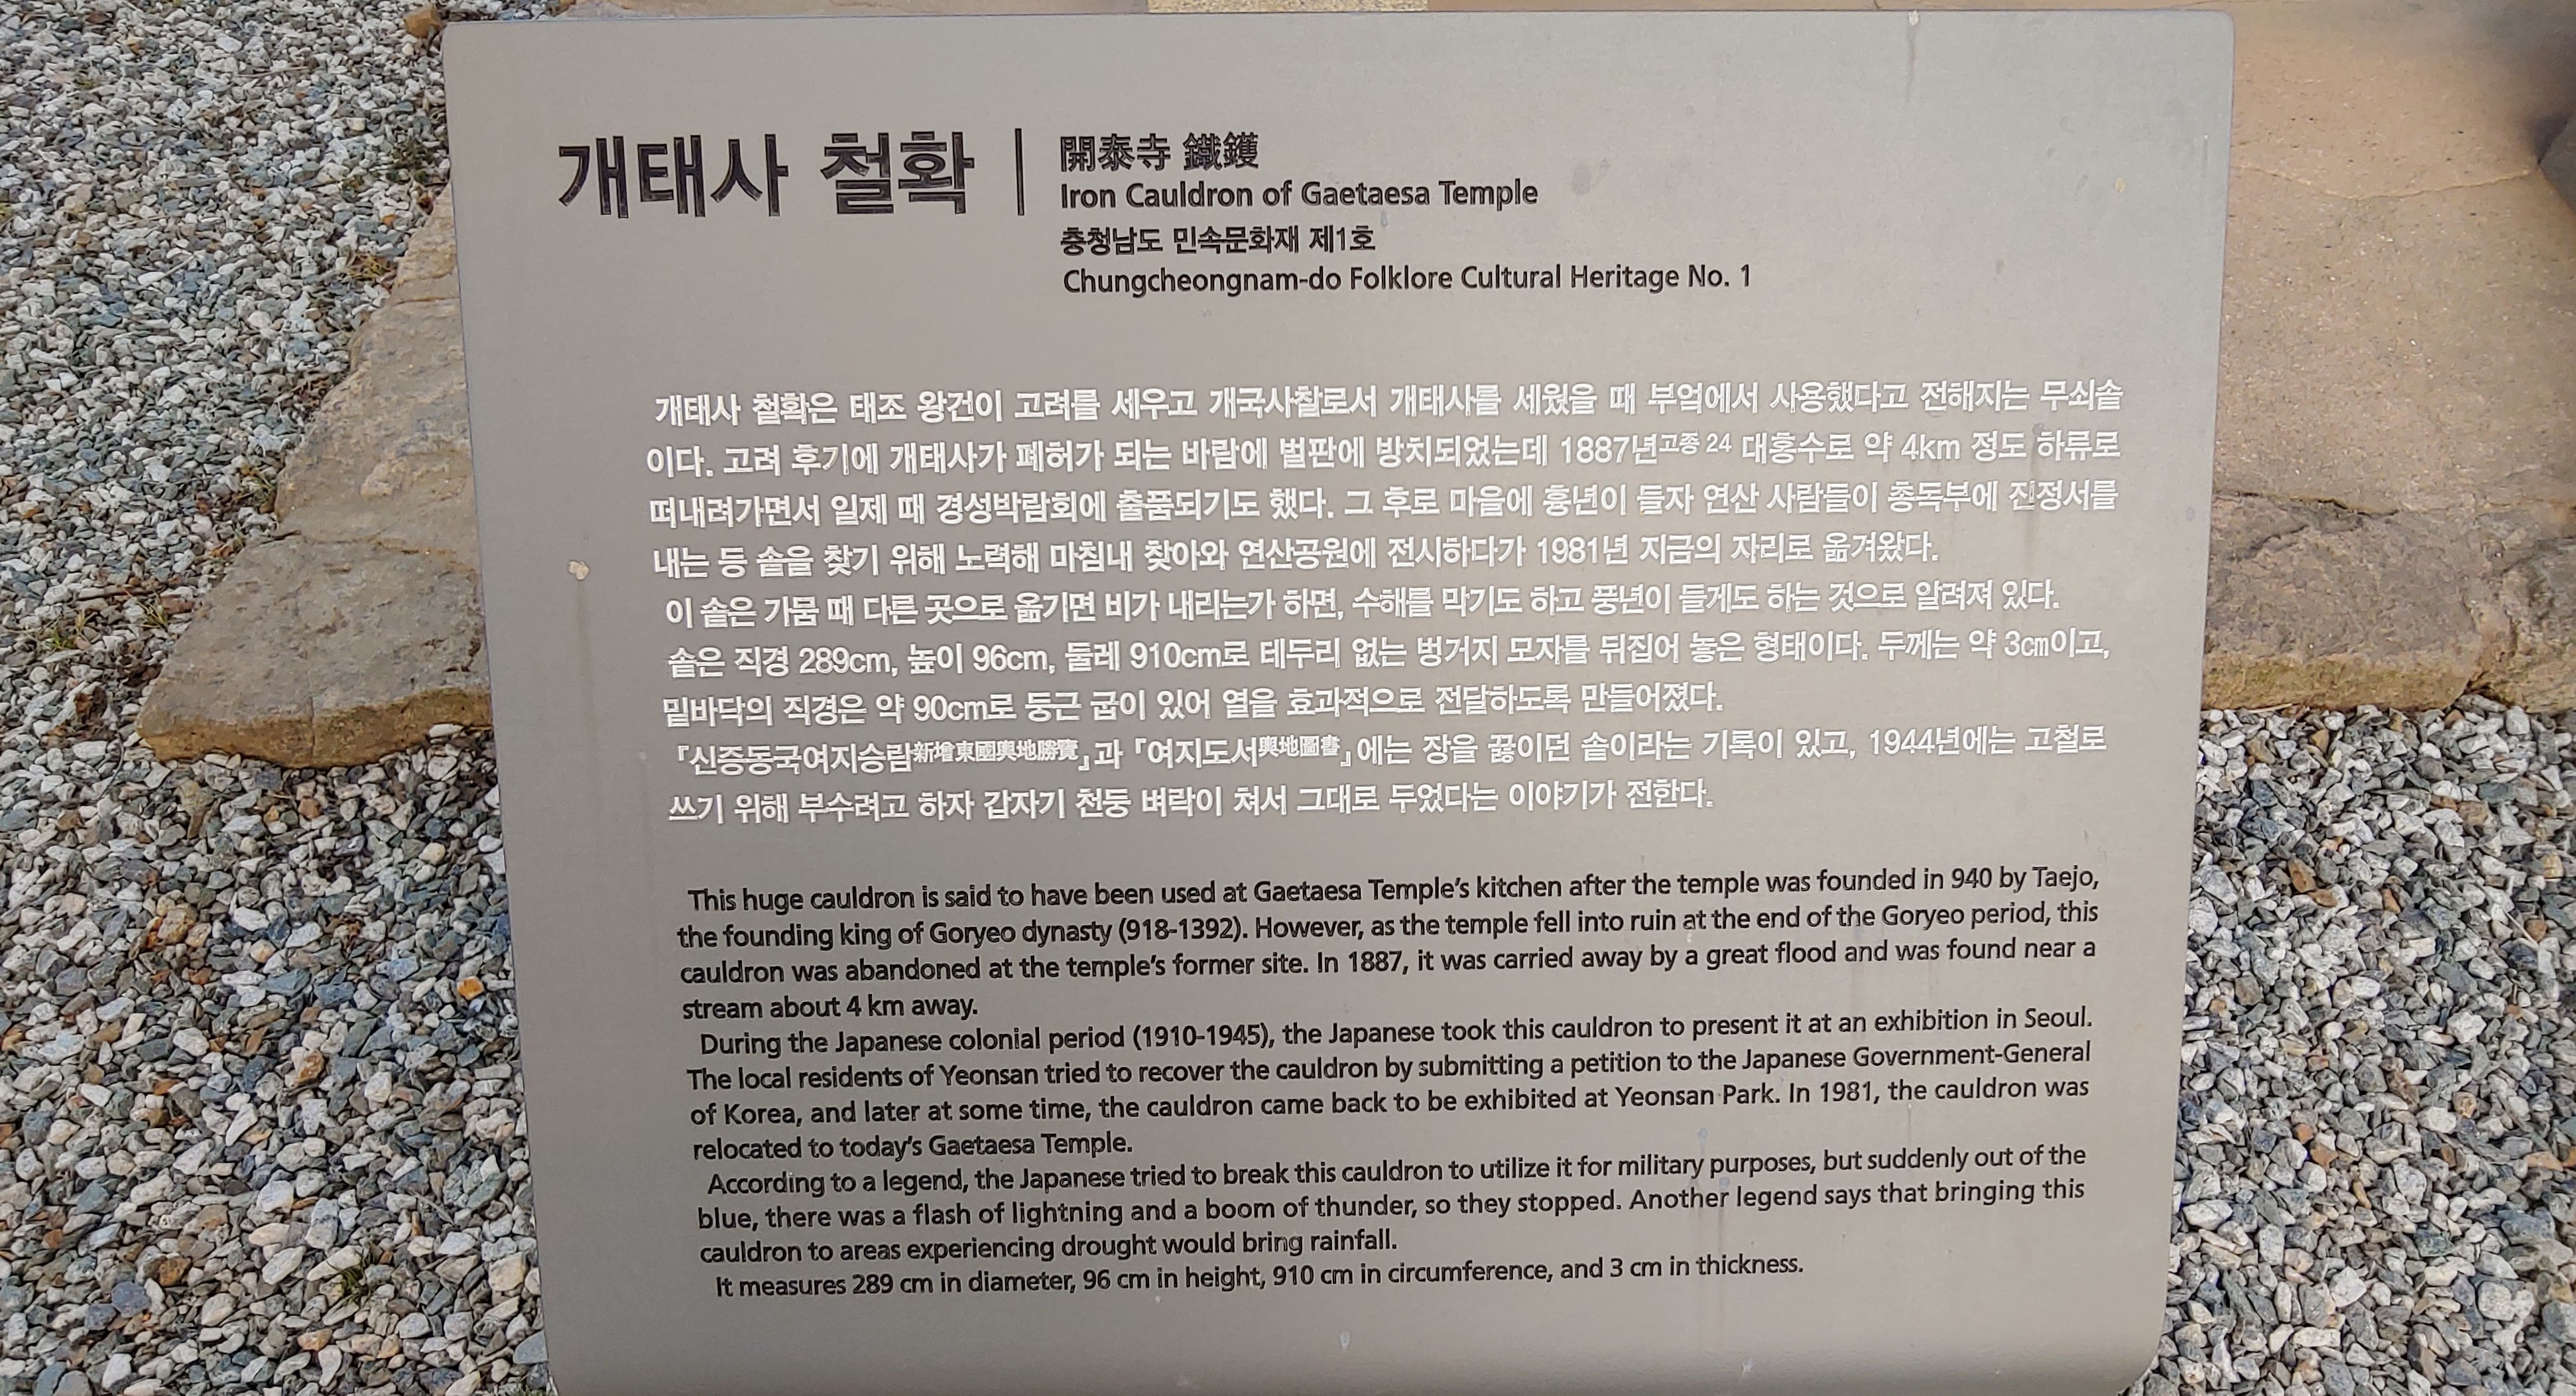 개태사 철확
開泰寺 鐵鑊
Iron Cauldron of Gaetaesa Temple
충청남도 민속문화재 제1호
Chungcheongnam-do Folklore Cultural Heritage No. 1
개태사 철확은 태조 왕건이 고려를 세우고 개국사찰로서 개태사를 세웠을 때 부엌에서 사용했다고 전해지는 무쇠솥
이다. 고려 후기에 개태사가 폐허가 되는 바람에 벌판에 방치되었는데 1887년고종 24 대홍수로 약 4km 정도 하류로
떠내려가면서 일제 때 경성박람회에 출품되기도 했다. 그 후로 마을에 흉년이 들자 연산 사람들이 총독부에 진정서를
내는 등 솥을 찾기 위해 노력해 마침내 찾아와 연산공원에 전시하다가 1981년 지금의 자리로 옮겨왔다.
이 솥은 가뭄 때 다른 곳으로 옮기면 비가 내리는가 하면, 수해를 막기도 하고 풍년이 들게도 하는 것으로 알려져 있다.
솥은 직경 289cm, 높이 96cm, 둘레 910cm로 테두리 없는 벙거지 모자를 뒤집어 놓은 형태이다. 두께는 약 3㎝이고,
밑바닥의 직경은 약 90cm로 둥근 굽이 있어 열을 효과적으로 전달하도록 만들어졌다.
『신증동국여지승람新增東國輿地勝覽』과 『여지도서輿地圖書』에는 장을 끓이던 솥이라는 기록이 있고, 1944년에는 고철로
쓰기 위해 부수려고 하자 갑자기 천둥 벼락이 쳐서 그대로 두었다는 이야기가 전한다.
This huge cauldron is said to have been used at Gaetaesa Temple's kitchen after the temple was founded in 940 by Taejo,
the founding king of Goryeo dynasty (918-1392). However, as the temple fell into ruin at the end of the Goryeo period, this
cauldron was abandoned at the temple's former site. In 1887, it was carried away by a great flood and was found near a
stream about 4 km away.
During the Japanese colonial period (1910-1945), the Japanese took this cauldron to present it at an exhibition in Seoul.
The local residents of Yeonsan tried to recover the cauldron by submitting a petition to the Japanese Government-General
of Korea, and later at some time, the cauldron came back to be exhibited at Yeonsan Park. In 1981, the cauldron was
relocated to today's Gaetaesa Temple.
According to a legend, the Japanese tried to break this cauldron to utilize it for military purposes, but suddenly out of the
blue, there was a flash of lightning and a boom of thunder, so they stopped. Another legend says that bringing this
cauldron to areas experiencing drought would bring rainfall.
It measures 289 cm in diameter, 96 cm in height, 910 cm in circumference, and 3 cm in thickness.